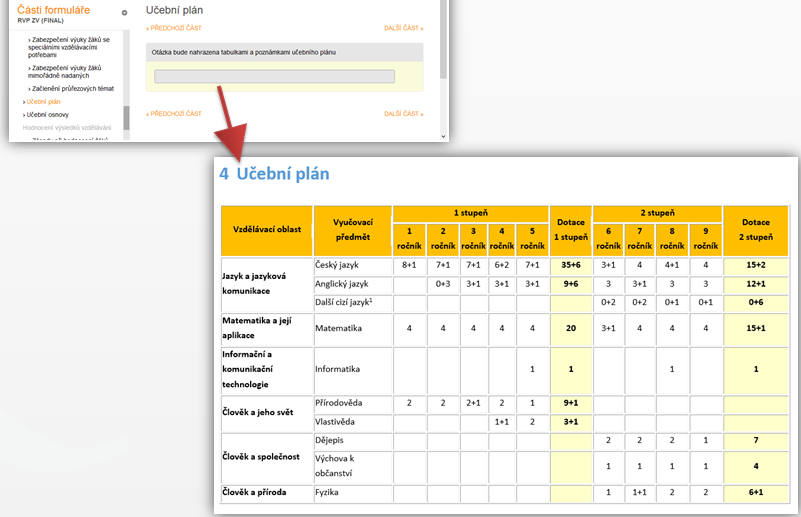 Části formuláře
RVP ZV (FINAL)
› Zabezpečení výuky žáků se
speciálními vzdělávacími
potřebami
› Zabezpečení výuky žáků
mimořádně nadaných
› Začlenění průřezových témat
› Učební plán
› Učební osnovy
Hodnocení výsledků vzdělávání
Učební plán
« PŘEDCHOZÍ ČÁST DALŠÍ ČÁST »
Otázka bude nahrazena tabulkami a poznámkami učebního plánu
« PŘEDCHOZÍ ČÁST DALŠÍ ČÁST »
4 Učební plán
Vzdělávací oblast
Vyučovací
předmět
1 stupeň
1
ročník
2
ročník
3
ročník
4
ročník
5
ročník
Dotace
1 stupeň
2 stupeň
6
ročník
7
ročník
8
ročník
9
ročník
Dotace
2 stupeň
Jazyk a jazyková
komunikace
Český jazyk 8+1 7+1 7+1 6+2 7+1 35+6 3+1 4 4+1 4 15+2
Anglický jazyk 0+3 3+1 3+1 3+1 9+6 3 3+1 3 3 12+1
Další cizí jazyk¹ 0+2 0+2 0+1 0+1 0+6
Matematika a její
aplikace
Matematika 4 4 4 4 4 20 3+1 4 4 4 15+1
Informační a
komunikační
technologie
Informatika 1 1 1 1
Člověk a jeho svět
Přírodověda 2 2 2+1 2 1 9+1
Vlastivěda 1+1 2 3+1
Člověk a společnost
Dějepis 2 2 2 1 7
Výchova k
občanství
1 1 1 1 4
Člověk a příroda Fyzika 1 1+1 2 2 6+1